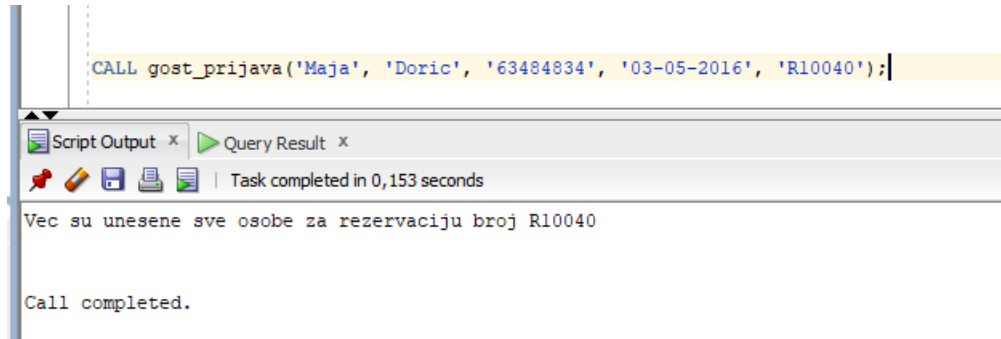 CALL gost_prijava('Maja', 'Doric', '63484834', '03-05-2016', 'R10040');
Script Output x Query Result x
Task completed in 0,153 seconds
Vec su unesene sve osobe za rezervaciju broj R10040
Call completed.